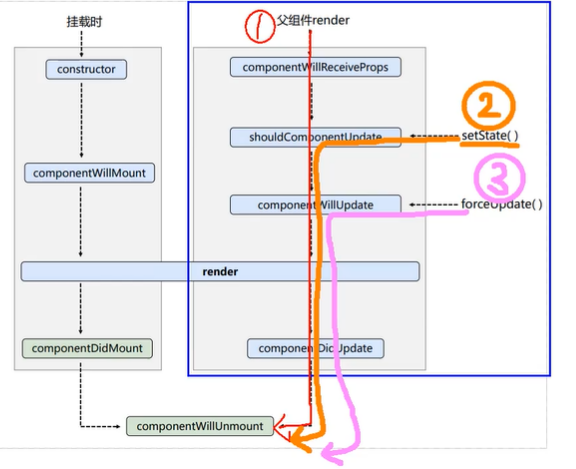 挂载时
① 父组件render
constructor
componentWillReceiveProps
②
shouldComponentUpdate
setState( )
componentWillMount
③
componentWillUpdate
forceUpdate( )
render
componentDidMount
componentDidUpdate
componentWillUnmount